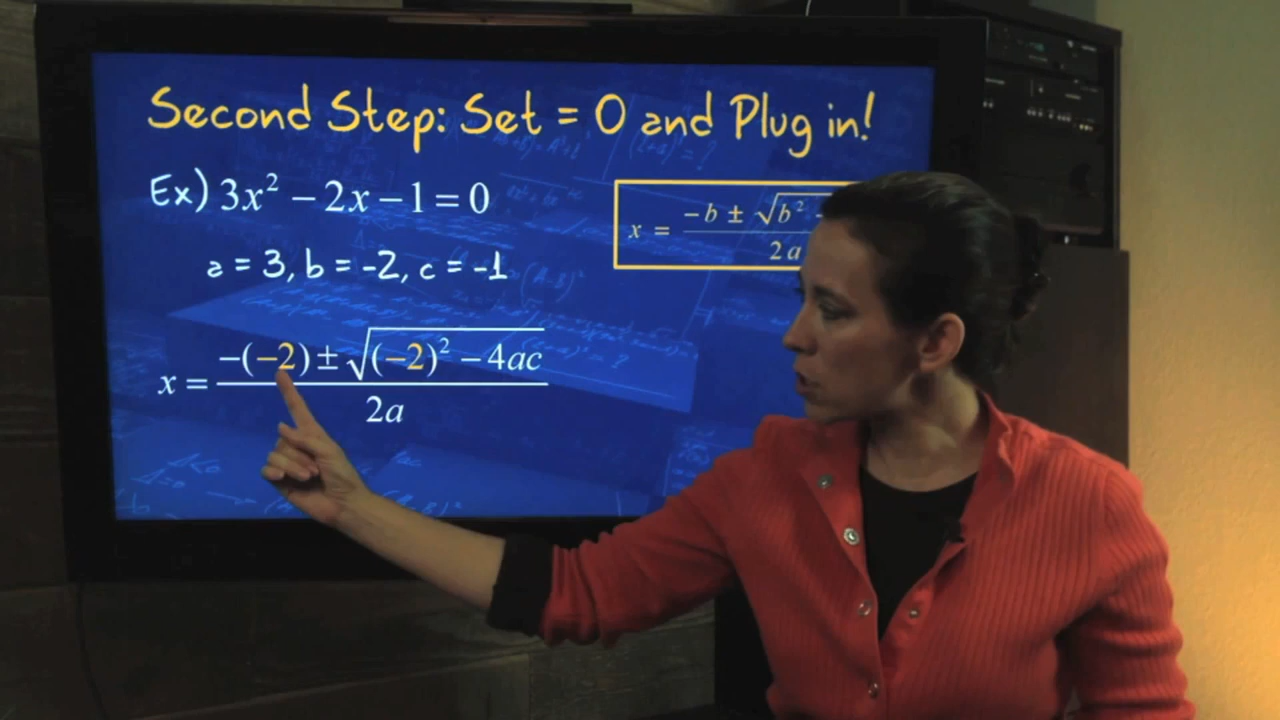 Second Step: Set = 0 and Plug in!
Ex) 3x² − 2x − 1 = 0
a = 3, b = -2, c = -1
x = (−b ± √b² −
2a
−(−2) ± √(−2)² − 4ac
x =
2a